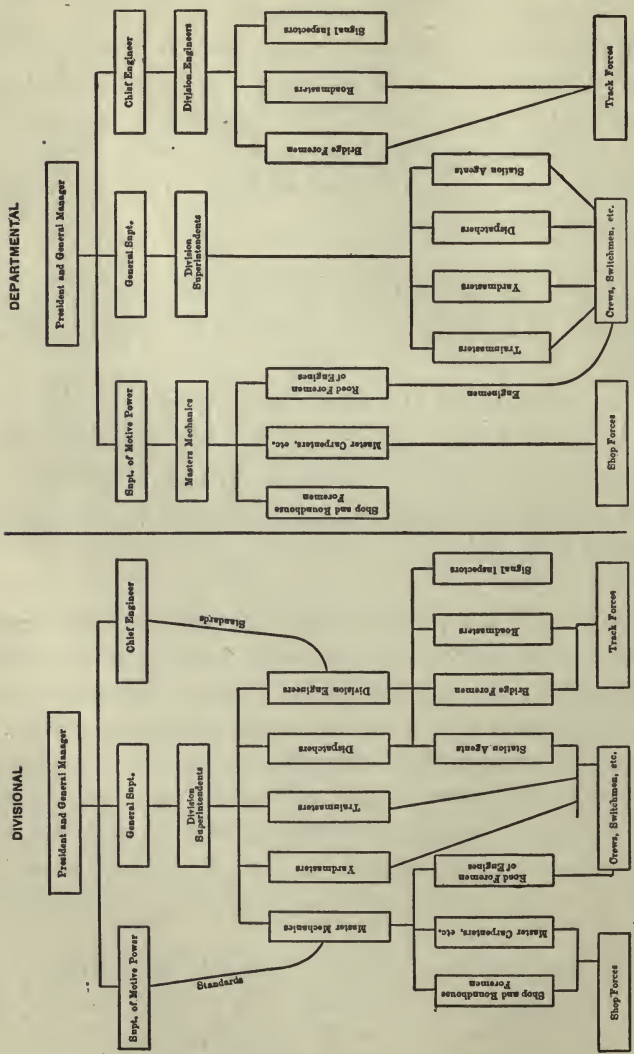 DIVISIONAL
President and General Manager
Supt. of Motive Power
General Supt.
Chief Engineer
Standards
Division
Superintendents
Standards
Master Mechanics
Yardmasters
Trainmasters
Dispatchers
Division Engineers
Shop and Roundhouse
Foremen
Master Carpenters, etc.
Road Foremen
of Engines
Station Agents
Bridge Foremen
Roadmasters
Signal Inspectors
Shop Forces
Crews, Switchmen, etc.
Track Forces
DEPARTMENTAL
President and General Manager
Supt. of Motive Power
General Supt.
Chief Engineer
Masters Mechanics
Division
Superintendents
Division Engineers
Shop and Roundhouse
Foremen
Master Carpenters, etc.
Road Foremen
of Engines
Bridge Foremen
Roadmasters
Signal Inspectors
Enginemen
Trainmasters
Yardmasters
Dispatchers
Station Agents
Shop Forces
Crews, Switchmen, etc.
Track Forces